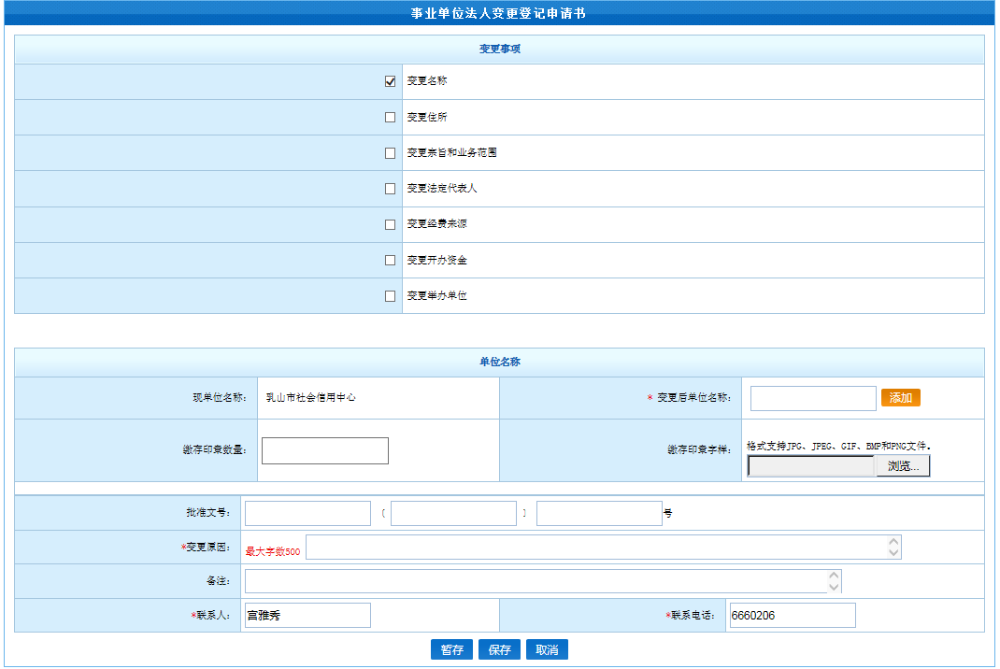 事业单位法人变更登记申请书
变更事项
变更名称
变更住所
变更宗旨和业务范围
变更法定代表人
变更经费来源
变更开办资金
变更举办单位
单位名称
现单位名称: 乳山市社会信用中心 * 变更后单位名称: 添加
缴存印章数量: 缴存印章字样: 格式支持JPG、JPEG、GIF、BMP和PNG文件。
浏览...
批准文号: 〔 〕 号
*变更原因: 最大字数500
备注:
*联系人: 宫雅秀 *联系电话: 6660206
暂存 保存 取消